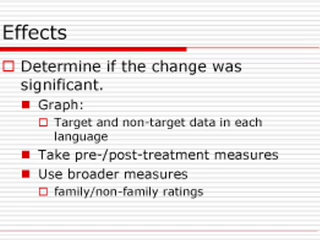 Effects
Determine if the change was
significant.
Graph:
Target and non-target data in each
language
Take pre-/post-treatment measures
Use broader measures
family/non-family ratings